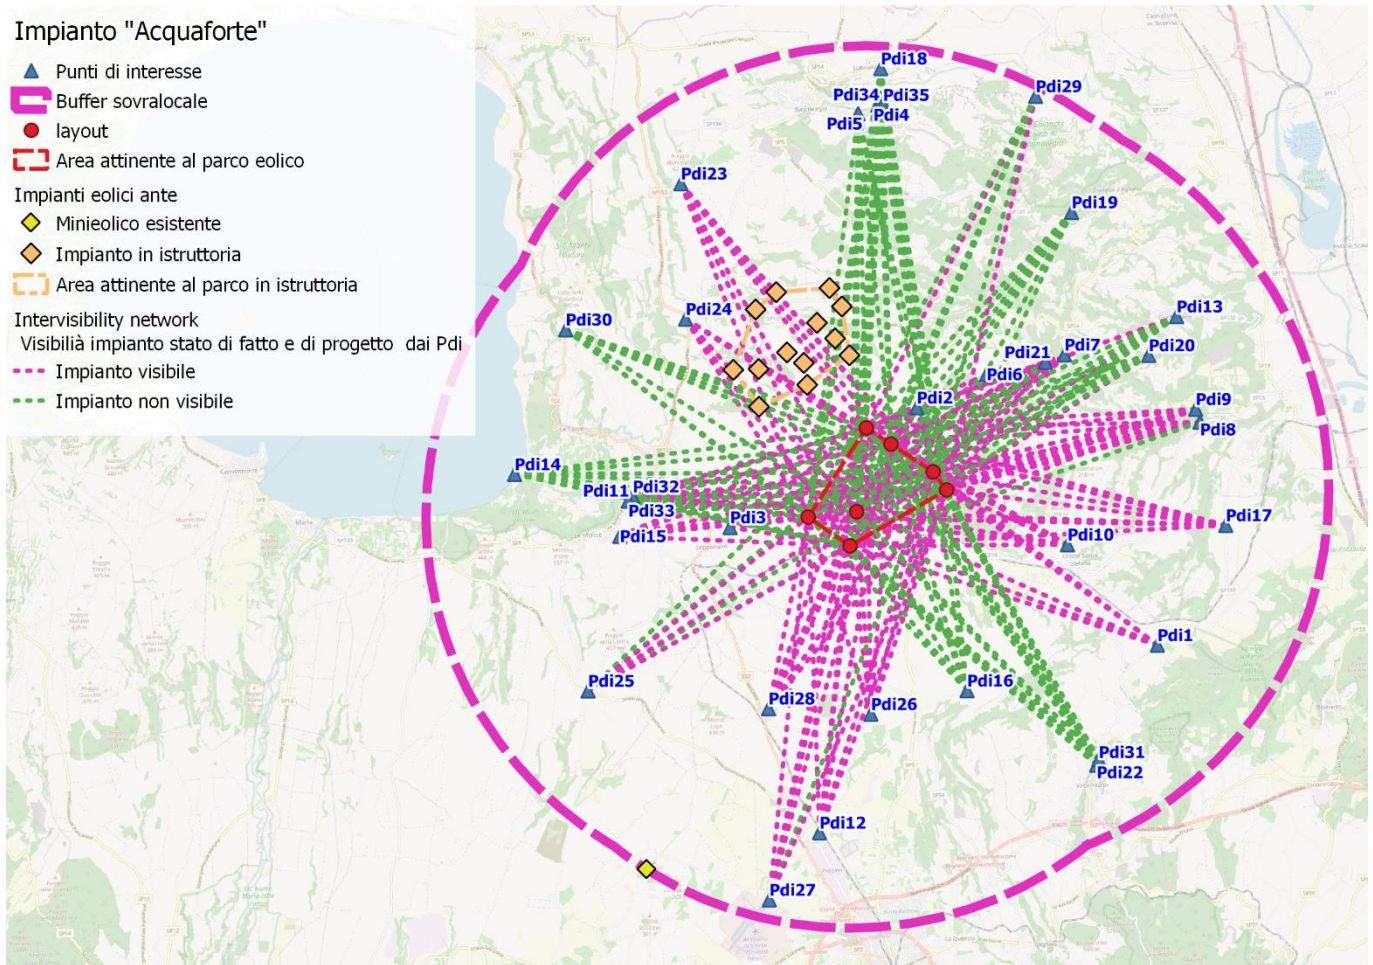 Impianto "Acquaforte"
Punti di interesse
Buffer sovralocale
layout
Area attinente al parco eolico
Impianti eolici ante
Minieolico esistente
Impianto in istruttoria
Area attinente al parco in istruttoria
Intervisibility network
Visibilià impianto stato di fatto e di progetto dai Pdi
Impianto visibile
Impianto non visibile
Pdi18
Pdi29
Pdi34
Pdi35
Pdi5
Pdi4
Pdi23
Pdi19
Pdi24
Pdi30
Pdi13
Pdi21
Pdi7
Pdi20
Pdi6
Pdi2
Pdi9
Pdi8
Pdi14
Pdi11
Pdi32
Pdi33
Pdi3
Pdi15
Pdi17
Pdi10
Pdi1
Pdi25
Pdi28
Pdi26
Pdi16
Pdi31
Pdi22
Pdi12
Pdi27